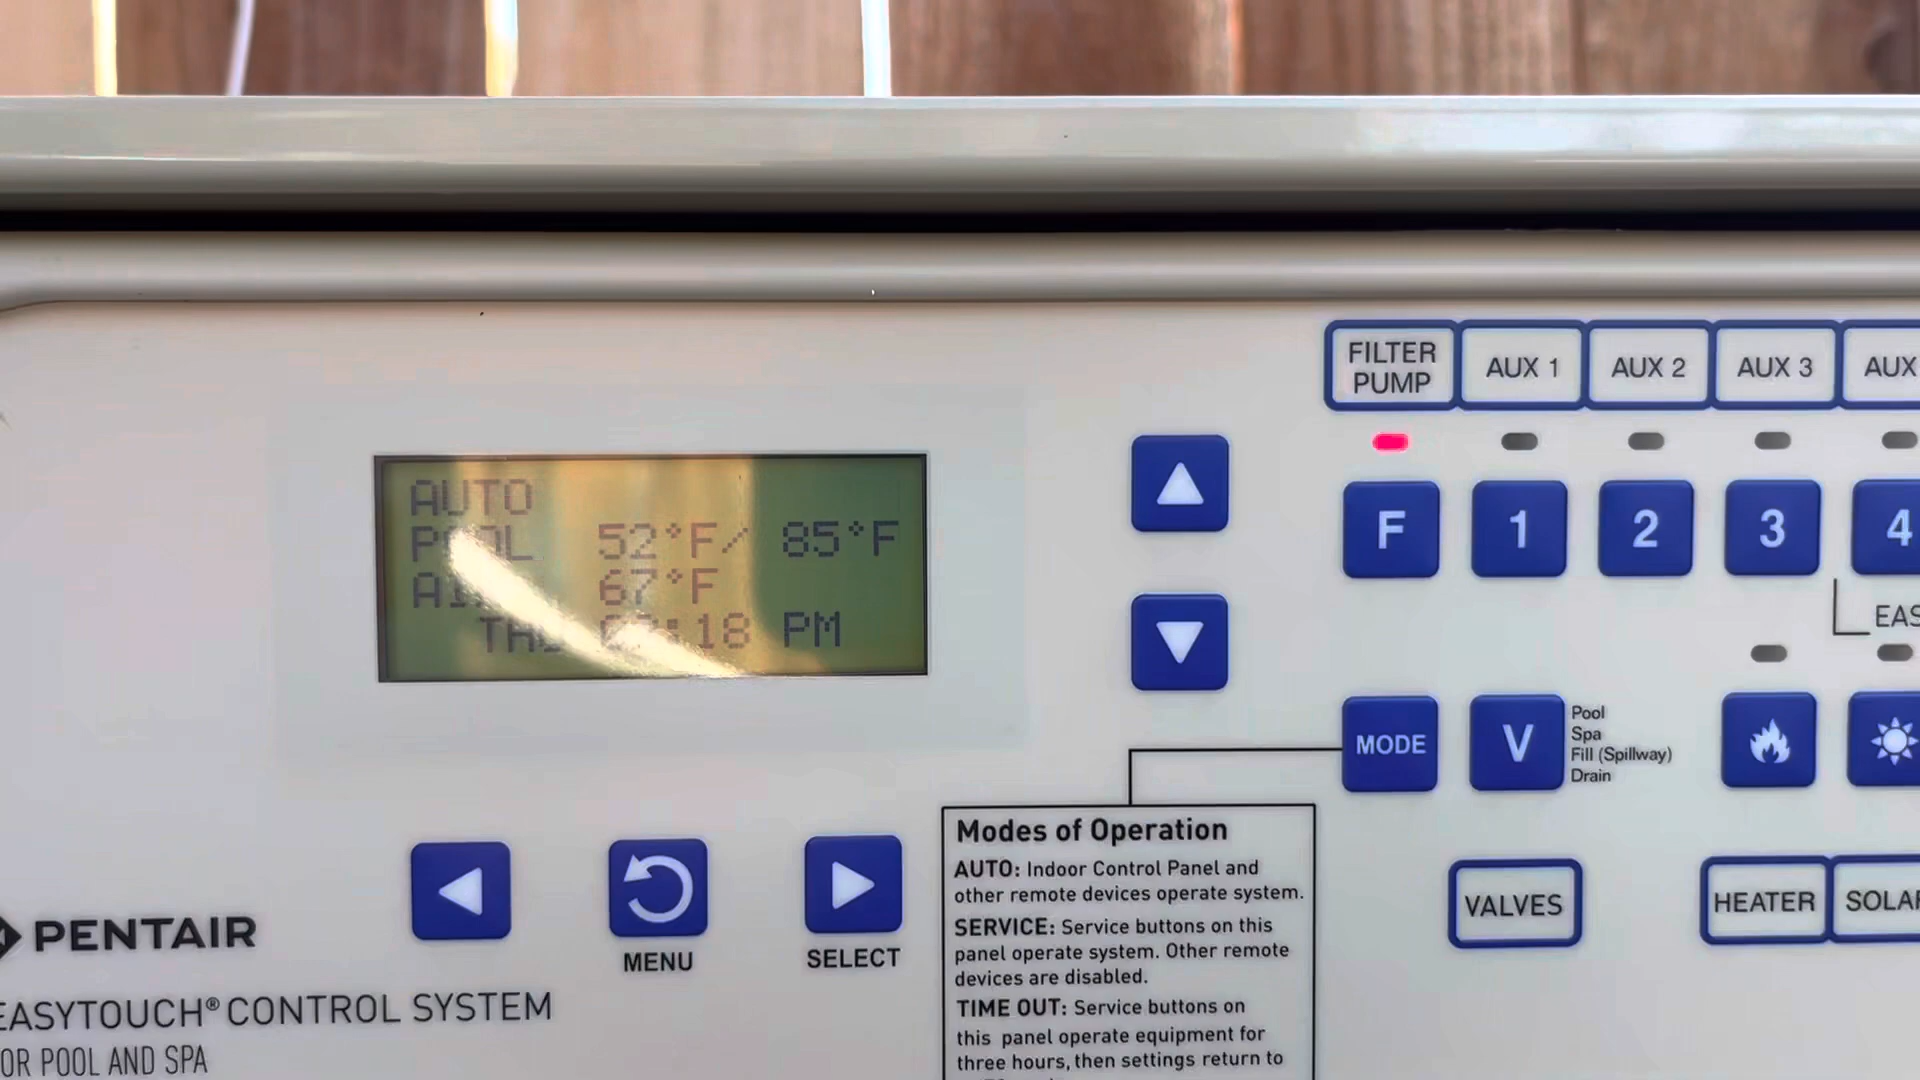 FILTER PUMP AUX 1 AUX 2 AUX 3 AUX
AUTO
POOL 52°F/ 85°F
AIR 67°F
:18 PM
F 1 2 3 4
EAS
MODE V
Pool
Spa
Fill (Spillway)
Drain
VALVES HEATER SOLAR
MENU SELECT
PENTAIR
EASYTOUCH® CONTROL SYSTEM
OR POOL AND SPA
Modes of Operation
AUTO: Indoor Control Panel and
other remote devices operate system.
SERVICE: Service buttons on this
panel operate system. Other remote
devices are disabled.
TIME OUT: Service buttons on
this panel operate equipment for
three hours, then settings return to